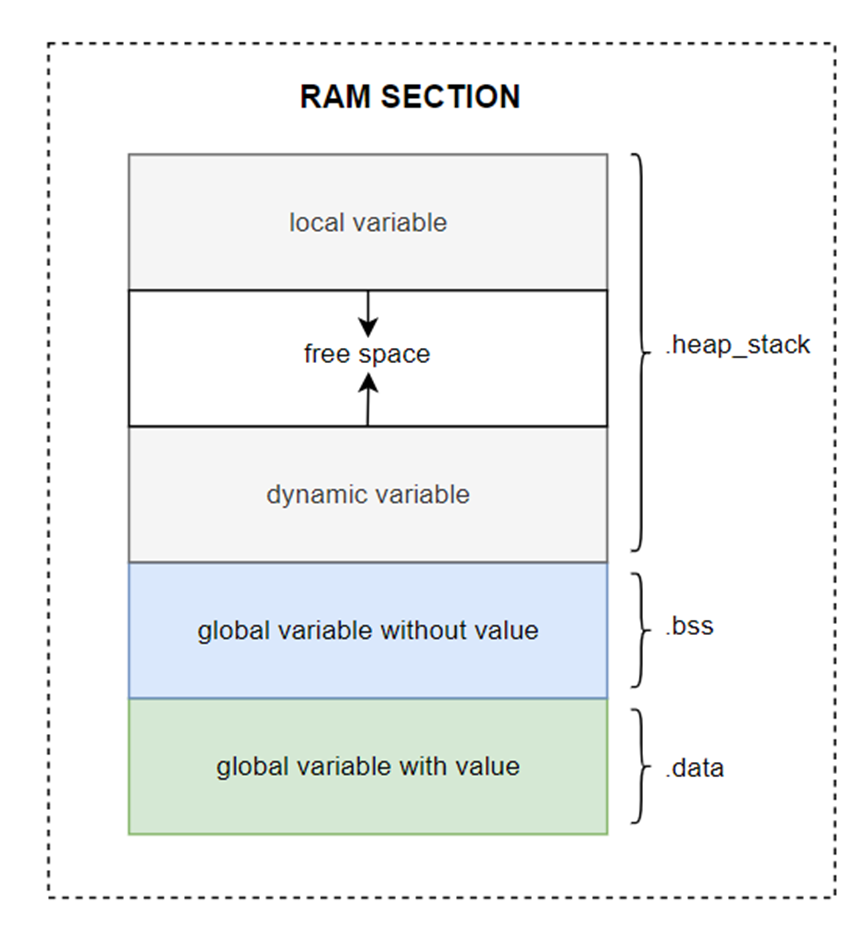 RAM SECTION
local variable
free space
.heap_stack
dynamic variable
global variable without value
.bss
global variable with value
.data